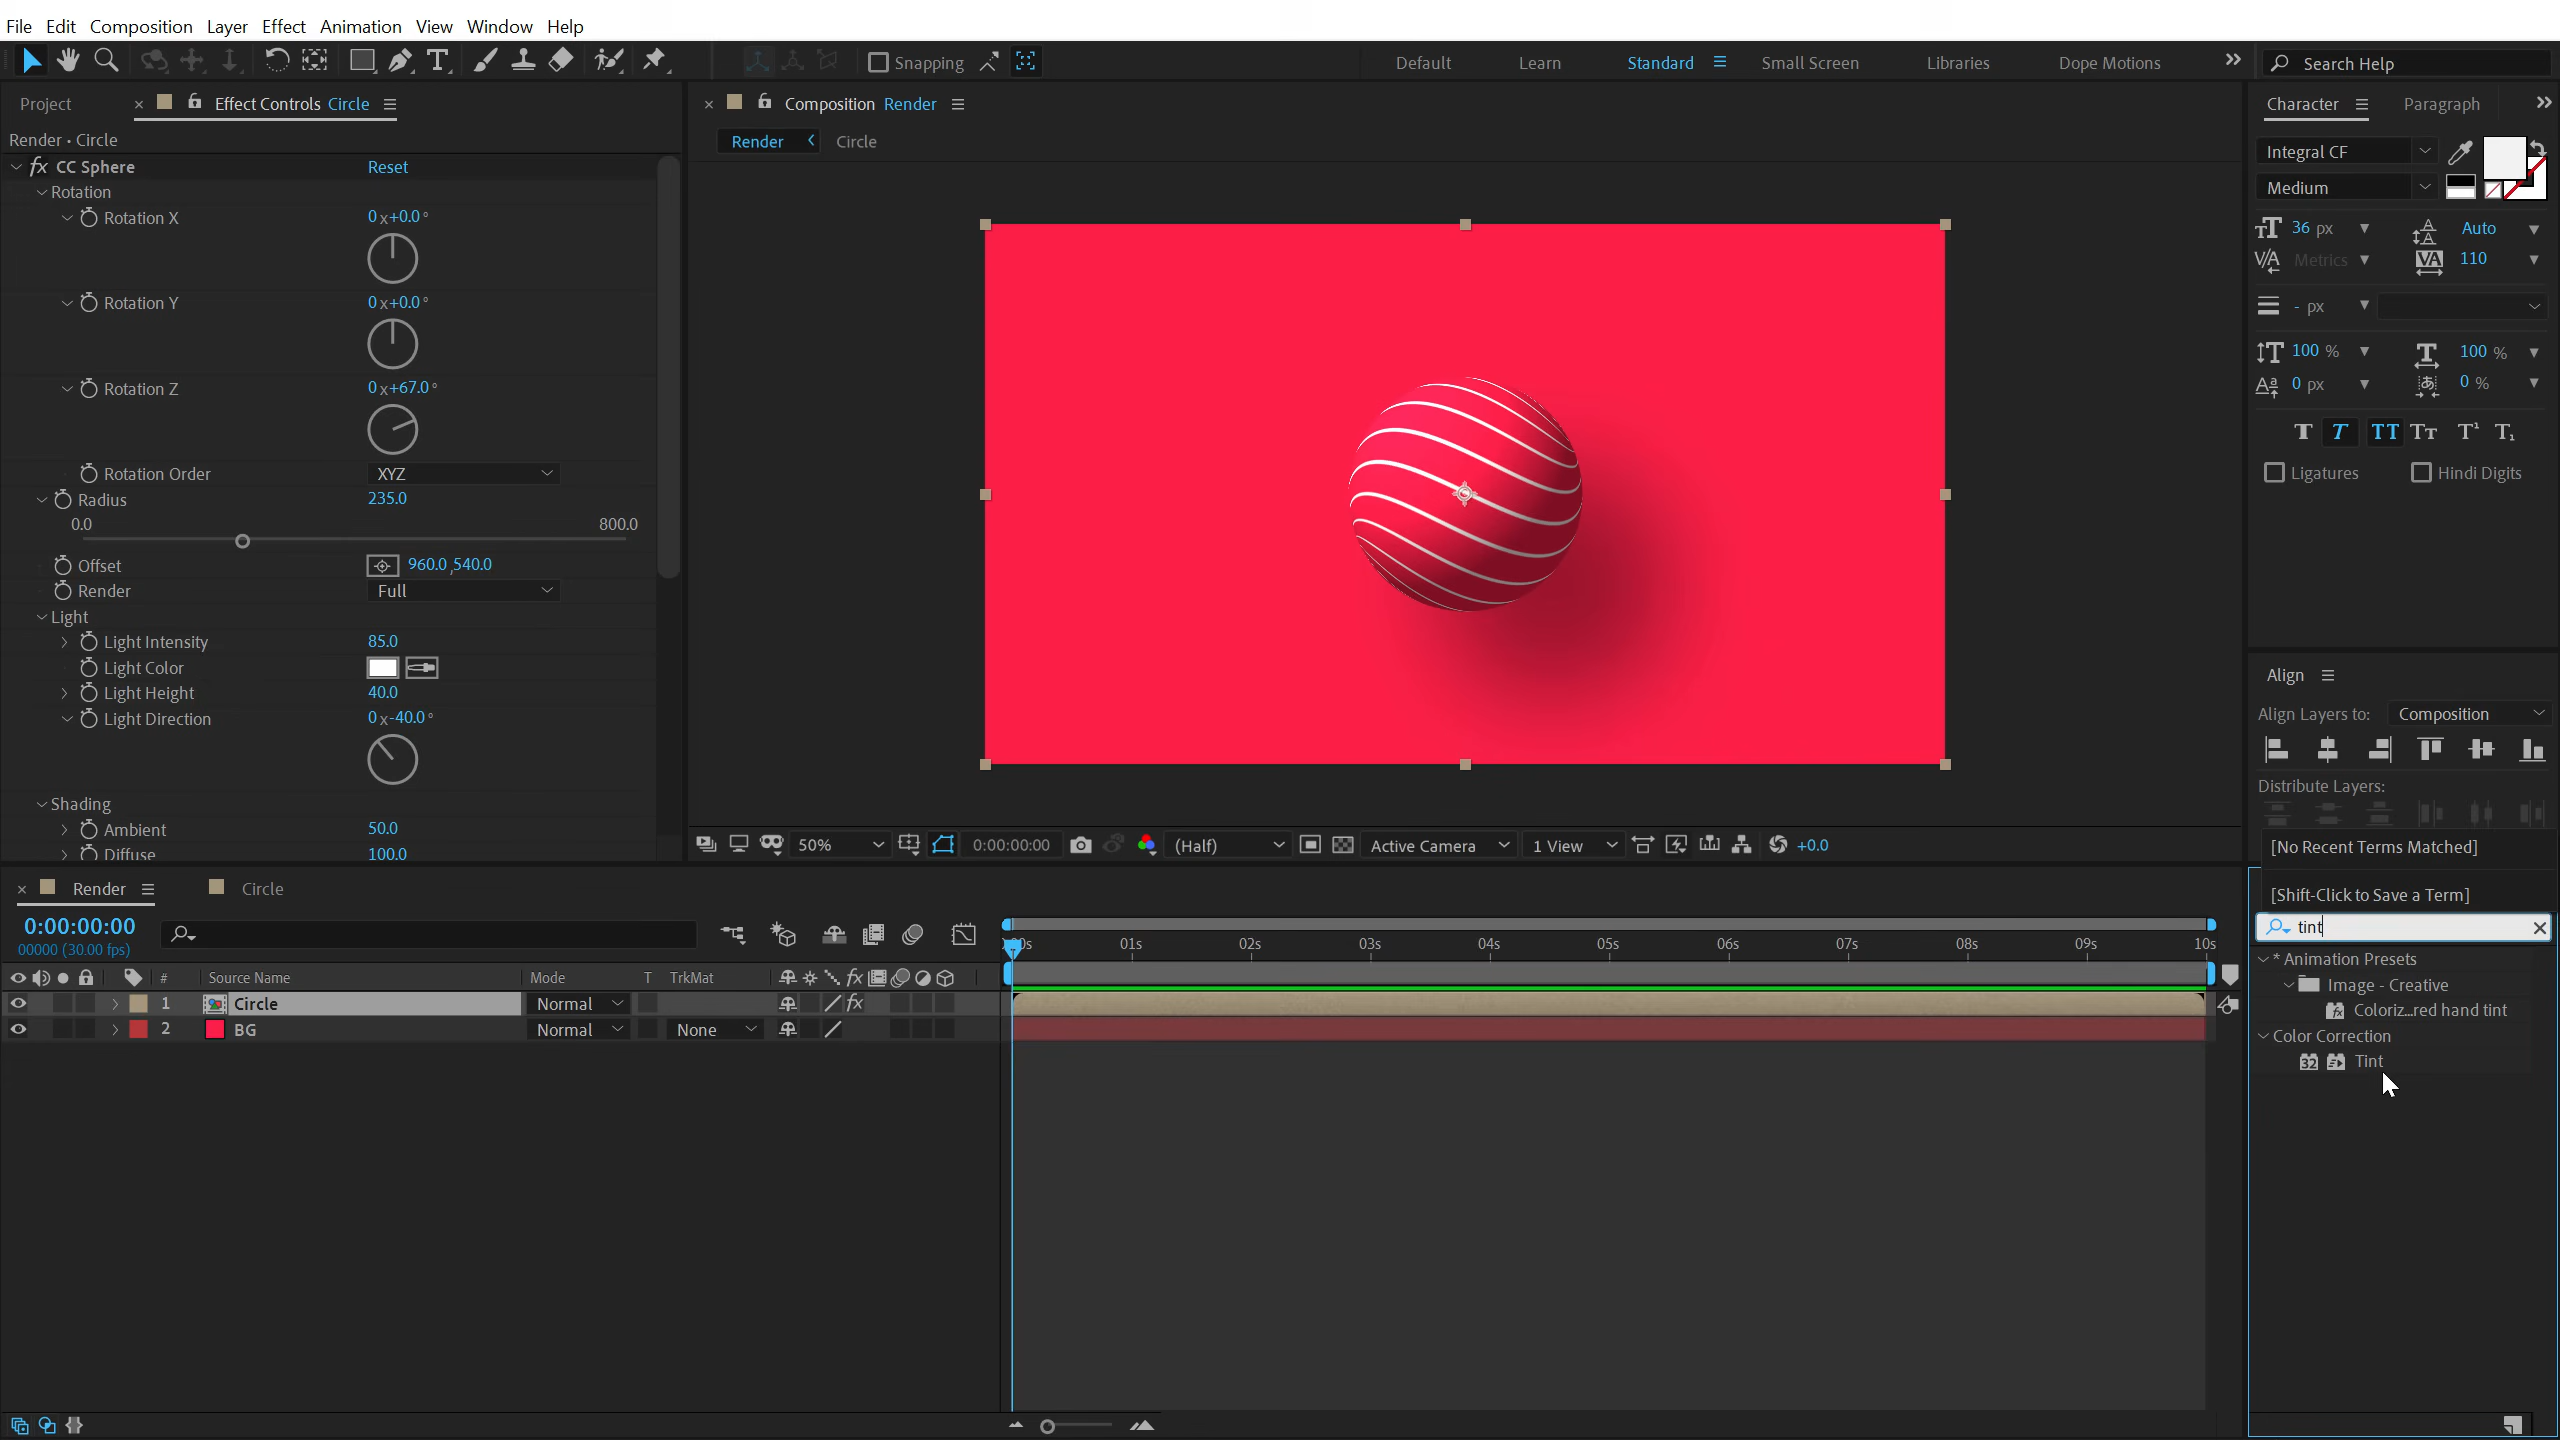 File Edit Composition Layer Effect Animation View Window Help
Snapping Default Learn Standard Small Screen Libraries Dope Motions Search Help
Project Effect Controls Circle
Render • Circle
fx CC Sphere Reset
Rotation
Rotation X 0 x+0.0 °
Rotation Y 0 x+0.0 °
Rotation Z 0 x+67.0 °
Rotation Order XYZ
Radius 235.0
0.0 800.0
Offset 960.0 ,540.0
Render Full
Light
Light Intensity 85.0
Light Color
Light Height 40.0
Light Direction 0 x-40.0 °
Shading
Ambient 50.0
Diffuse 100.0
Composition Render
Render Circle
50% 0:00:00:00 (Half) Active Camera 1 View +0.0
Character Paragraph
Integral CF
Medium
36 px Auto
Metrics 110
- px
100 % 100 %
0 px 0 %
Ligatures Hindi Digits
Align
Align Layers to: Composition
Distribute Layers:
[No Recent Terms Matched]
[Shift-Click to Save a Term]
tint
* Animation Presets
Image - Creative
Coloriz...red hand tint
Color Correction
32 Tint
Render Circle
0:00:00:00
00000 (30.00 fps)
01s 02s 03s 04s 05s 06s 07s 08s 09s 10s
# Source Name Mode T TrkMat
1 Circle Normal
2 BG Normal None